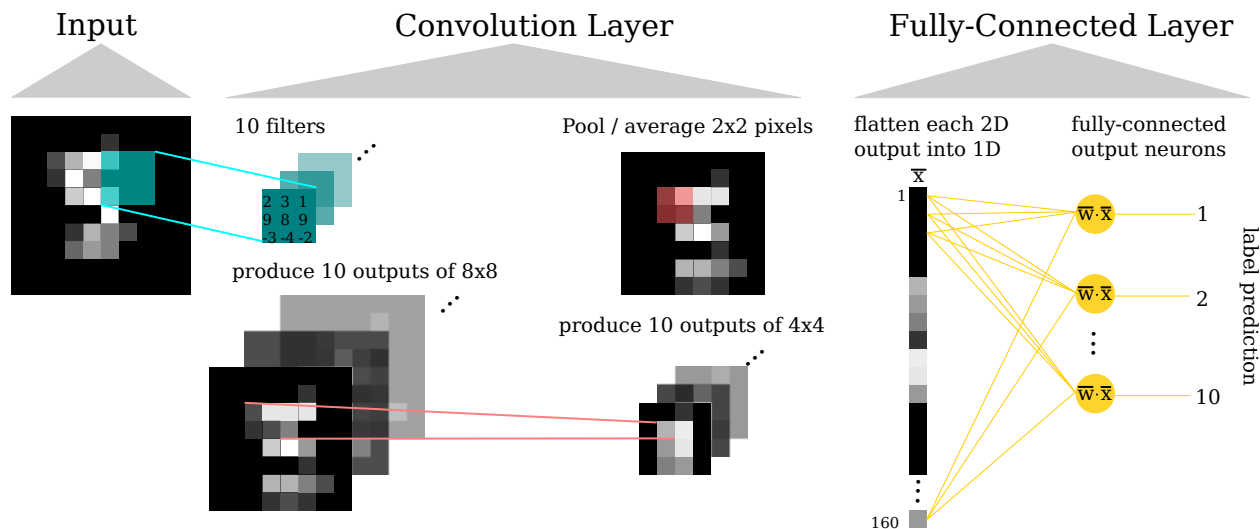 Input
Convolution Layer
Fully-Connected Layer
10 filters
2 3 1
9 8 9
-3 -4 -2
produce 10 outputs of 8x8
Pool / average 2x2 pixels
produce 10 outputs of 4x4
flatten each 2D
output into 1D
x̅
1
160
fully-connected
output neurons
w̅·x̅
1
w̅·x̅
2
w̅·x̅
10
label prediction